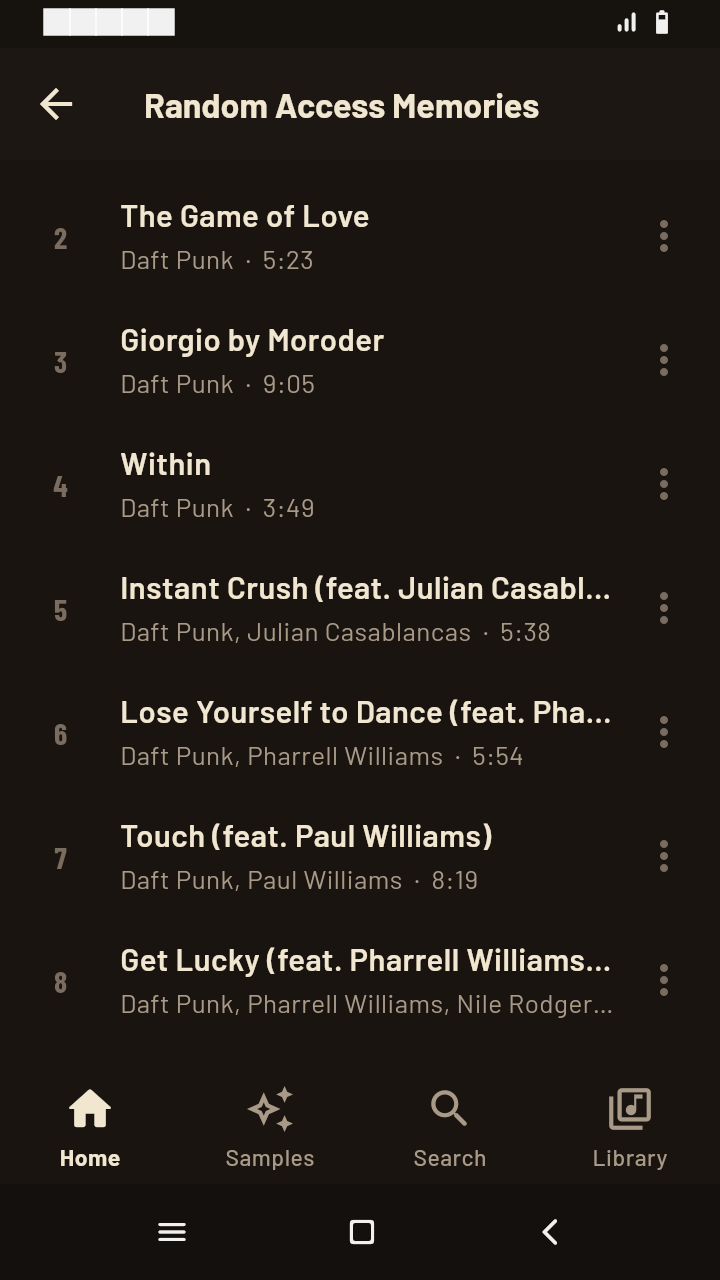 Random Access Memories
2
The Game of Love
Daft Punk · 5:23
3
Giorgio by Moroder
Daft Punk · 9:05
4
Within
Daft Punk · 3:49
5
Instant Crush (feat. Julian Casabl...
Daft Punk, Julian Casablancas · 5:38
6
Lose Yourself to Dance (feat. Pha...
Daft Punk, Pharrell Williams · 5:54
7
Touch (feat. Paul Williams)
Daft Punk, Paul Williams · 8:19
8
Get Lucky (feat. Pharrell Williams...
Daft Punk, Pharrell Williams, Nile Rodger...
Home Samples Search Library